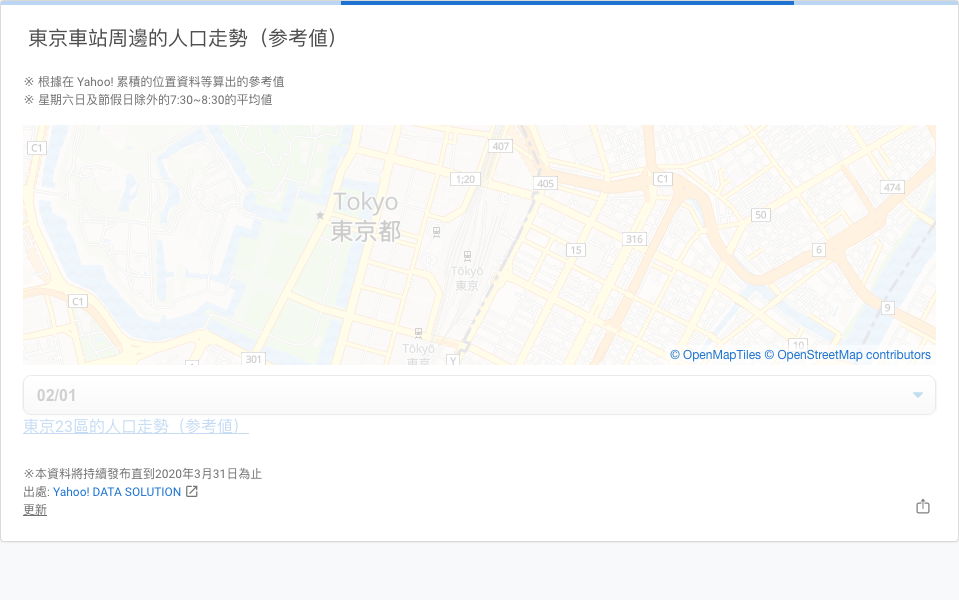 東京車站周邊的人口走勢（参考値）
※ 根據在 Yahoo! 累積的位置資料等算出的參考值
※ 星期六日及節假日除外的7:30~8:30的平均値
C1
407
1;20
405
C1
474
Tokyo
東京都
50
316
15
6
Tōkyō
東京
C1
9
10
Tōkyō
東京
301
Y
© OpenMapTiles © OpenStreetMap contributors
02/01
東京23區的人口走勢（參考値）
※本資料將持續發布直到2020年3月31日為止
出處: Yahoo! DATA SOLUTION
更新